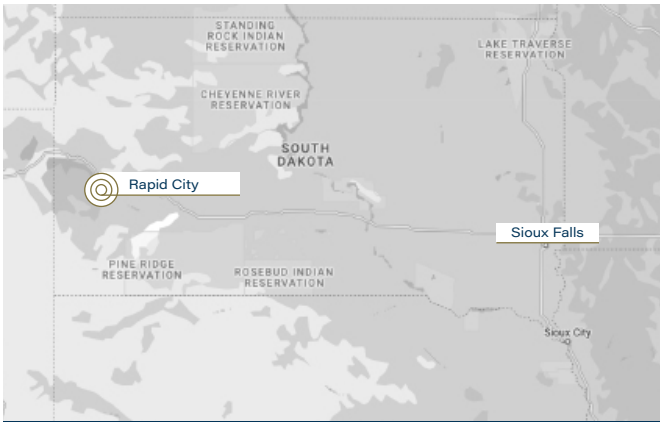 STANDING
ROCK INDIAN
RESERVATION
LAKE TRAVERSE
RESERVATION
CHEYENNE RIVER
RESERVATION
SOUTH
DAKOTA
Rapid City
Sioux Falls
PINE RIDGE
RESERVATION
ROSEBUD INDIAN
RESERVATION
Sioux City